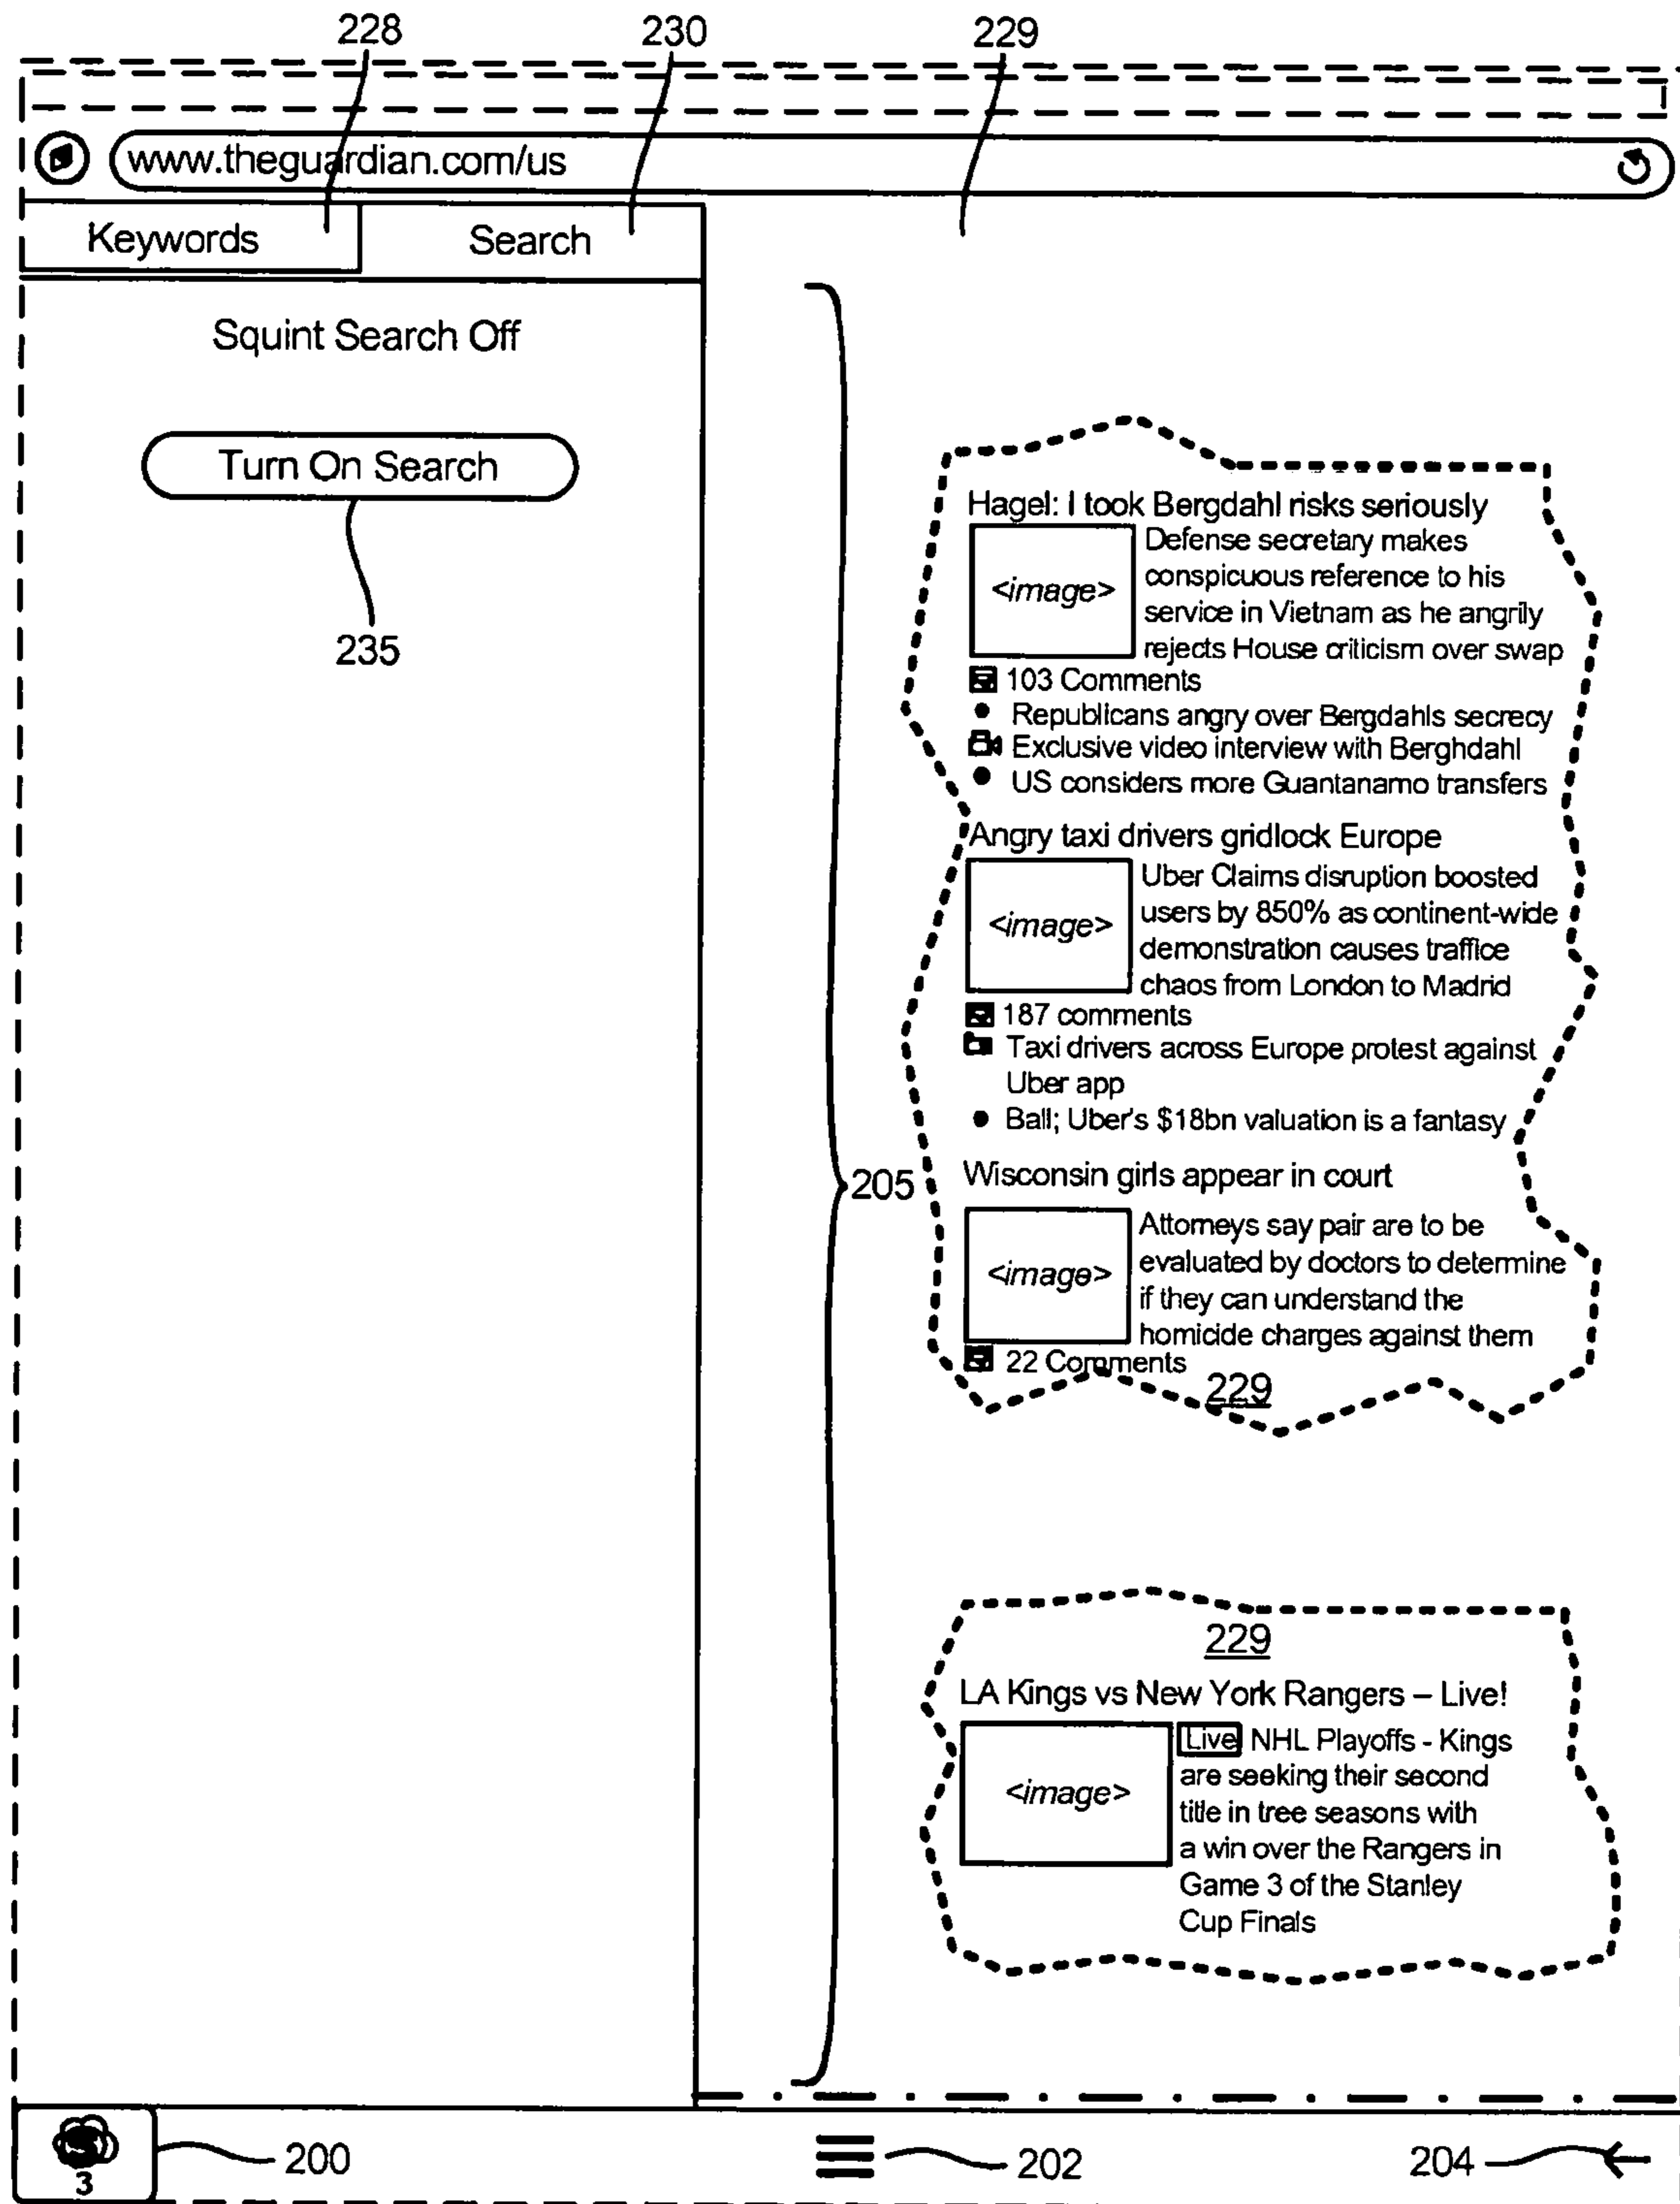 228
230
229
www.theguardian.com/us
Keywords
Search
Squint Search Off
Turn On Search
235
205
Hagel: I took Bergdahl risks seriously
<image>
Defense secretary makes
conspicuous reference to his
service in Vietnam as he angrily
rejects House criticism over swap
103 Comments
Republicans angry over Bergdahls secrecy
Exclusive video interview with Berghdahl
US considers more Guantanamo transfers
Angry taxi drivers gridlock Europe
<image>
Uber Claims disruption boosted
users by 850% as continent-wide
demonstration causes traffice
chaos from London to Madrid
187 comments
Taxi drivers across Europe protest against
Uber app
Ball; Uber's $18bn valuation is a fantasy
Wisconsin girls appear in court
<image>
Attorneys say pair are to be
evaluated by doctors to determine
if they can understand the
homicide charges against them
22 Comments
229
229
LA Kings vs New York Rangers – Live!
<image>
Live NHL Playoffs - Kings
are seeking their second
title in tree seasons with
a win over the Rangers in
Game 3 of the Stanley
Cup Finals
3
200
202
204